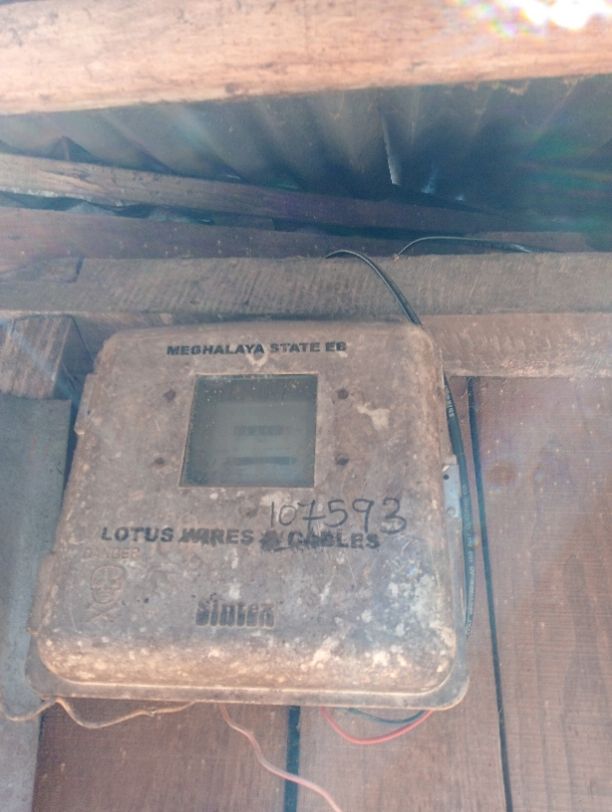 MEGHALAYA STATE EB
107593
LOTUS WIRES & CABLES
DANGER
Sintex